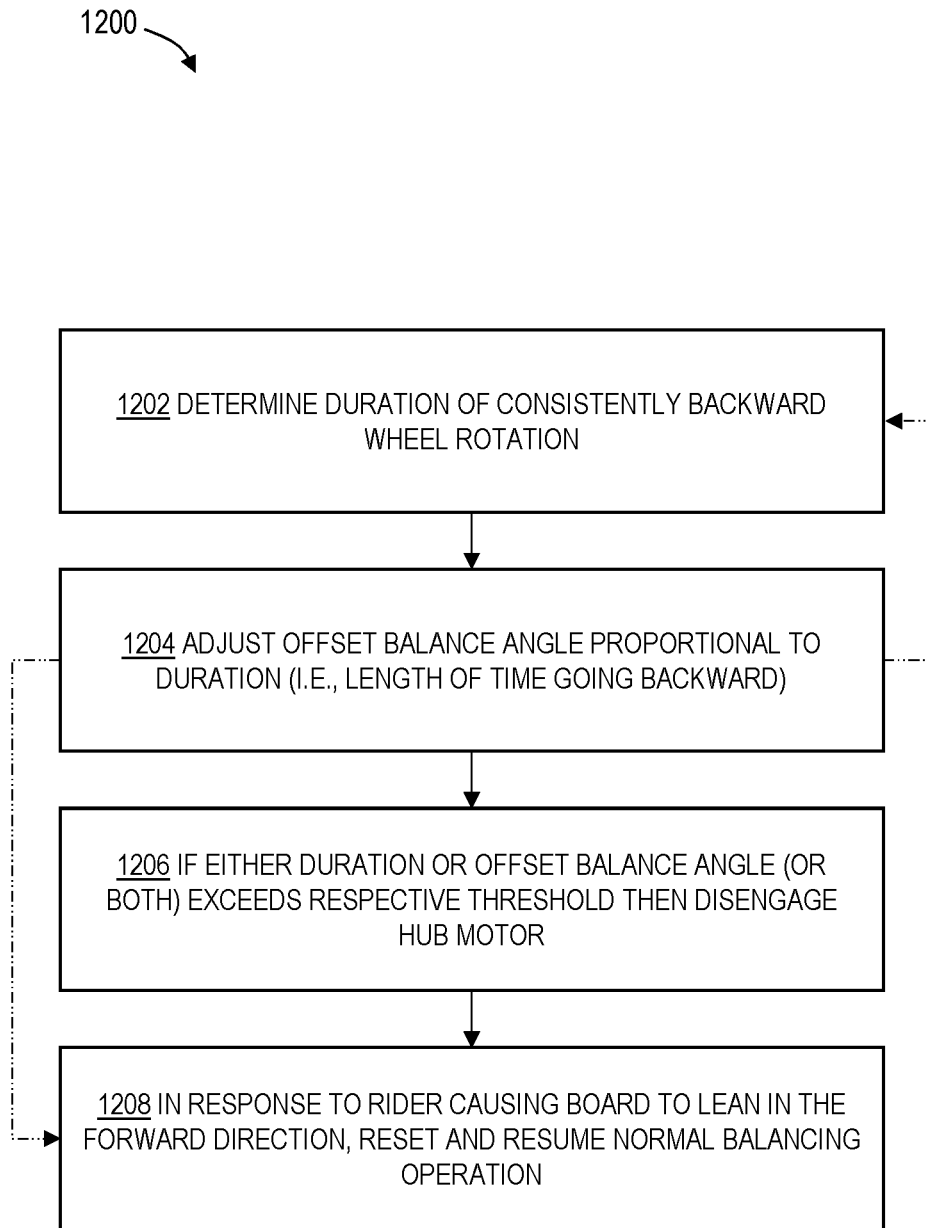 1200
1202 DETERMINE DURATION OF CONSISTENTLY BACKWARD
WHEEL ROTATION
1204 ADJUST OFFSET BALANCE ANGLE PROPORTIONAL TO
DURATION (I.E., LENGTH OF TIME GOING BACKWARD)
1206 IF EITHER DURATION OR OFFSET BALANCE ANGLE (OR
BOTH) EXCEEDS RESPECTIVE THRESHOLD THEN DISENGAGE
HUB MOTOR
1208 IN RESPONSE TO RIDER CAUSING BOARD TO LEAN IN THE
FORWARD DIRECTION, RESET AND RESUME NORMAL BALANCING
OPERATION